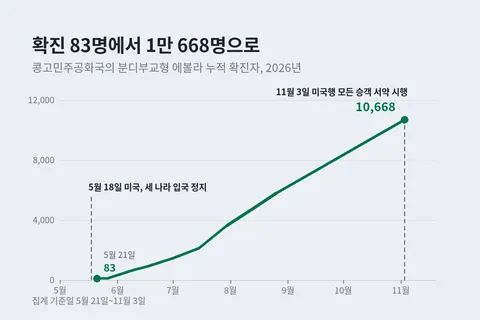 확진 83명에서 1만 668명으로
콩고민주공화국의 분디부교형 에볼라 누적 확진자, 2026년
11월 3일 미국행 모든 승객 서약 시행
10,668
12,000
8,000
5월 18일 미국, 세 나라 입국 정지
4,000
5월 21일
83
0
5월 6월 7월 8월 9월 10월 11월
집계 기준일 5월 21일~11월 3일